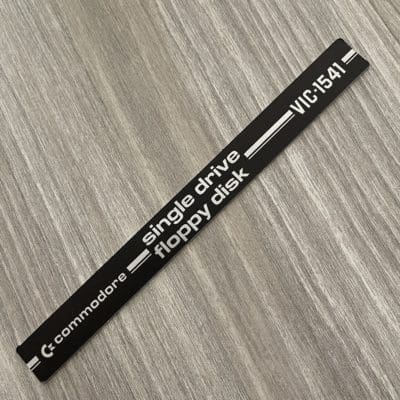 commodore
single drive
floppy disk
VIC-1541